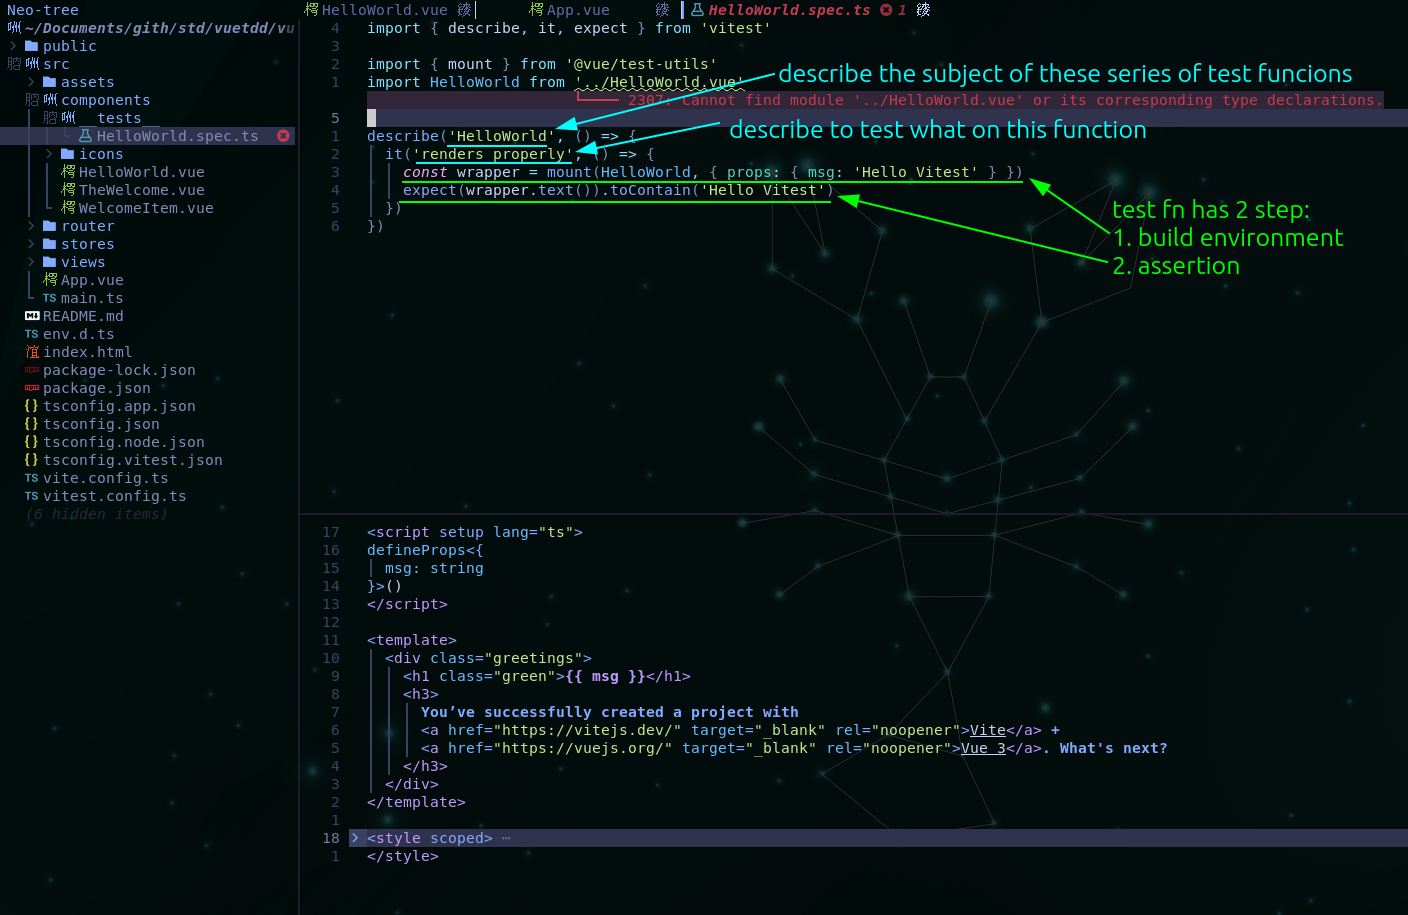 Neo-tree
HelloWorld.vue
App.vue
HelloWorld.spec.ts 1
~/Documents/gith/std/vuetdd/vu
public
src
assets
components
__tests__
HelloWorld.spec.ts
icons
HelloWorld.vue
TheWelcome.vue
WelcomeItem.vue
router
stores
views
App.vue
TS main.ts
README.md
TS env.d.ts
index.html
package-lock.json
package.json
{} tsconfig.app.json
{} tsconfig.json
{} tsconfig.node.json
{} tsconfig.vitest.json
TS vite.config.ts
TS vitest.config.ts
(6 hidden items)
4 import { describe, it, expect } from 'vitest'
3
2 import { mount } from '@vue/test-utils'
1 import HelloWorld from '../HelloWorld.vue'
2307: Cannot find module '../HelloWorld.vue' or its corresponding type declarations.
5
1 describe('HelloWorld', () => {
2 it('renders properly', () => {
3 const wrapper = mount(HelloWorld, { props: { msg: 'Hello Vitest' } })
4 expect(wrapper.text()).toContain('Hello Vitest')
5 })
6 })
describe the subject of these series of test funcions
describe to test what on this function
test fn has 2 step:
1. build environment
2. assertion
17 <script setup lang="ts">
16 defineProps<{
15 msg: string
14 }>()
13 </script>
12
11 <template>
10 <div class="greetings">
9 <h1 class="green">{{ msg }}</h1>
8 <h3>
7 You’ve successfully created a project with
6 <a href="https://vitejs.dev/" target="_blank" rel="noopener">Vite</a> +
5 <a href="https://vuejs.org/" target="_blank" rel="noopener">Vue 3</a>. What's next?
4 </h3>
3 </div>
2 </template>
1
18 <style scoped> ⋯
1 </style>